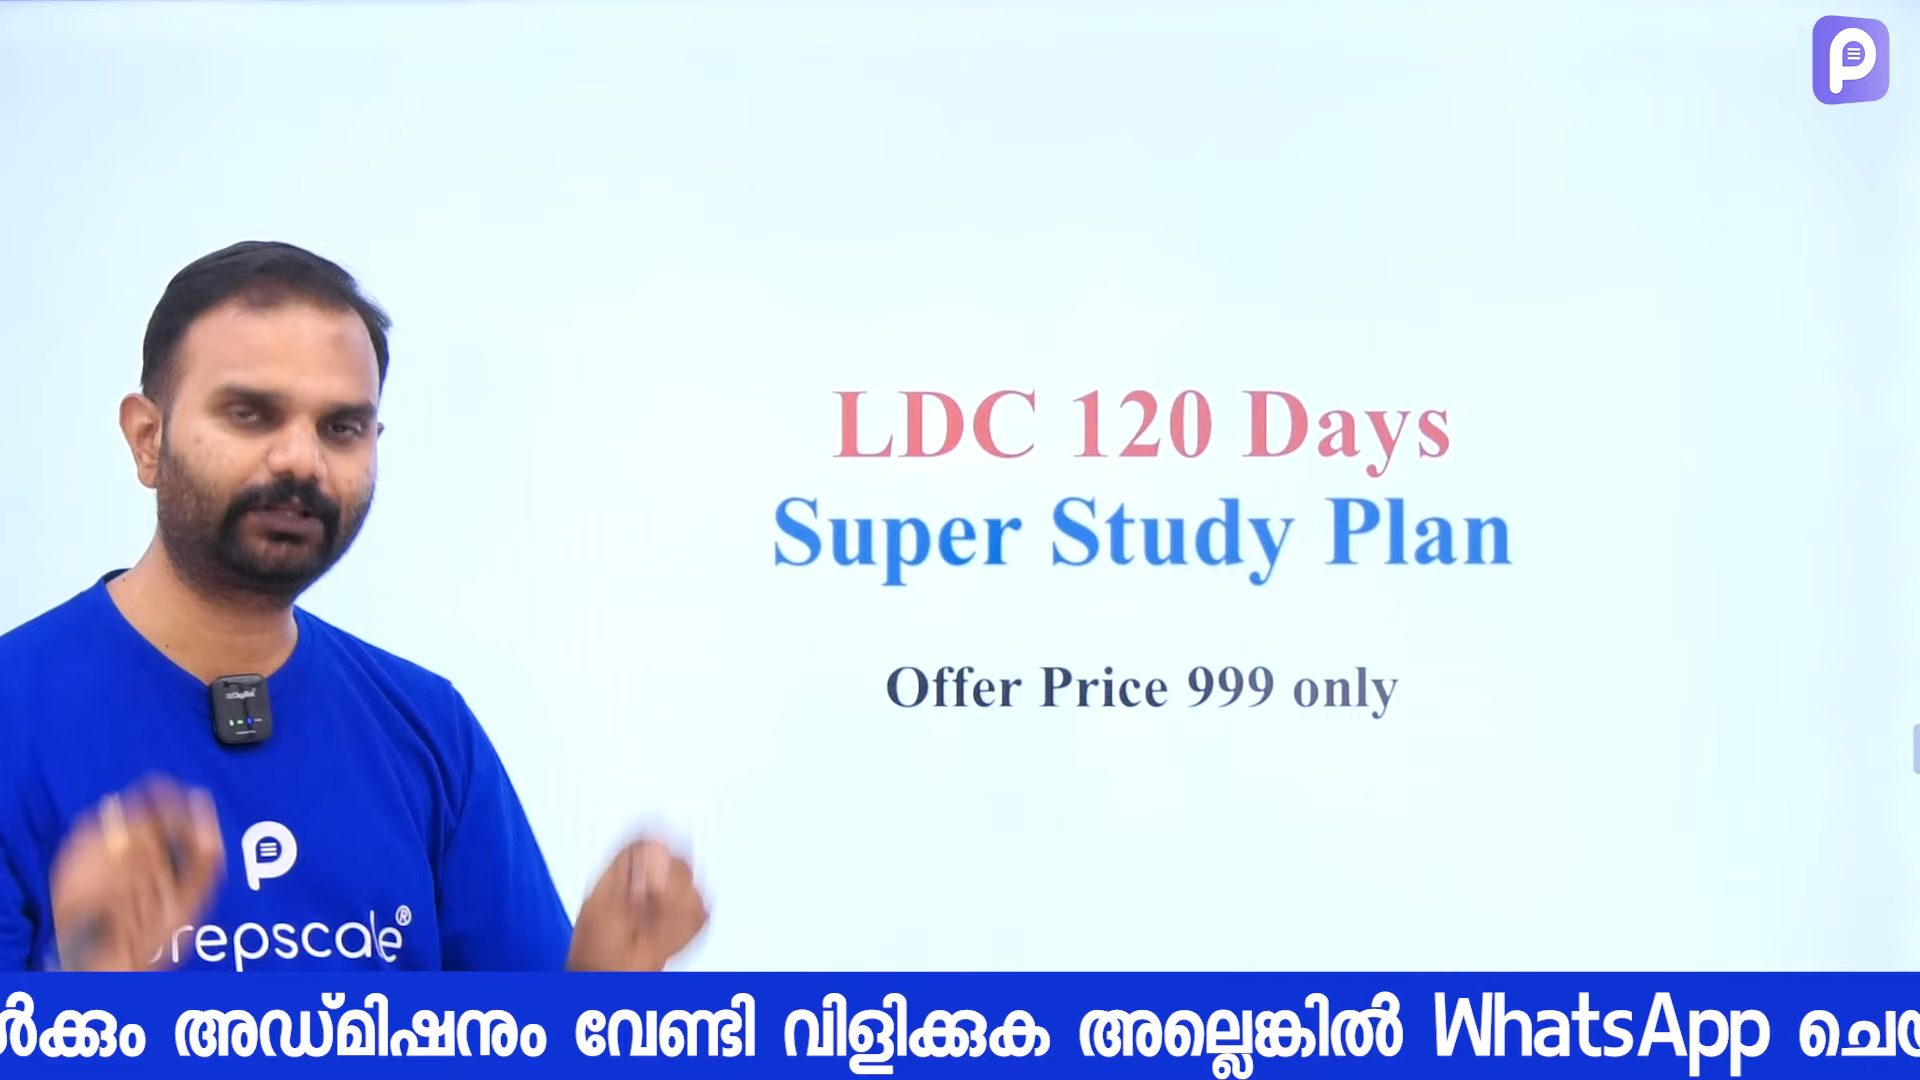 LDC 120 Days
Super Study Plan
Offer Price 999 only
repscale®
അഡ്മിഷനും വേണ്ടി വിളിക്കുക അല്ലെങ്കിൽ WhatsApp